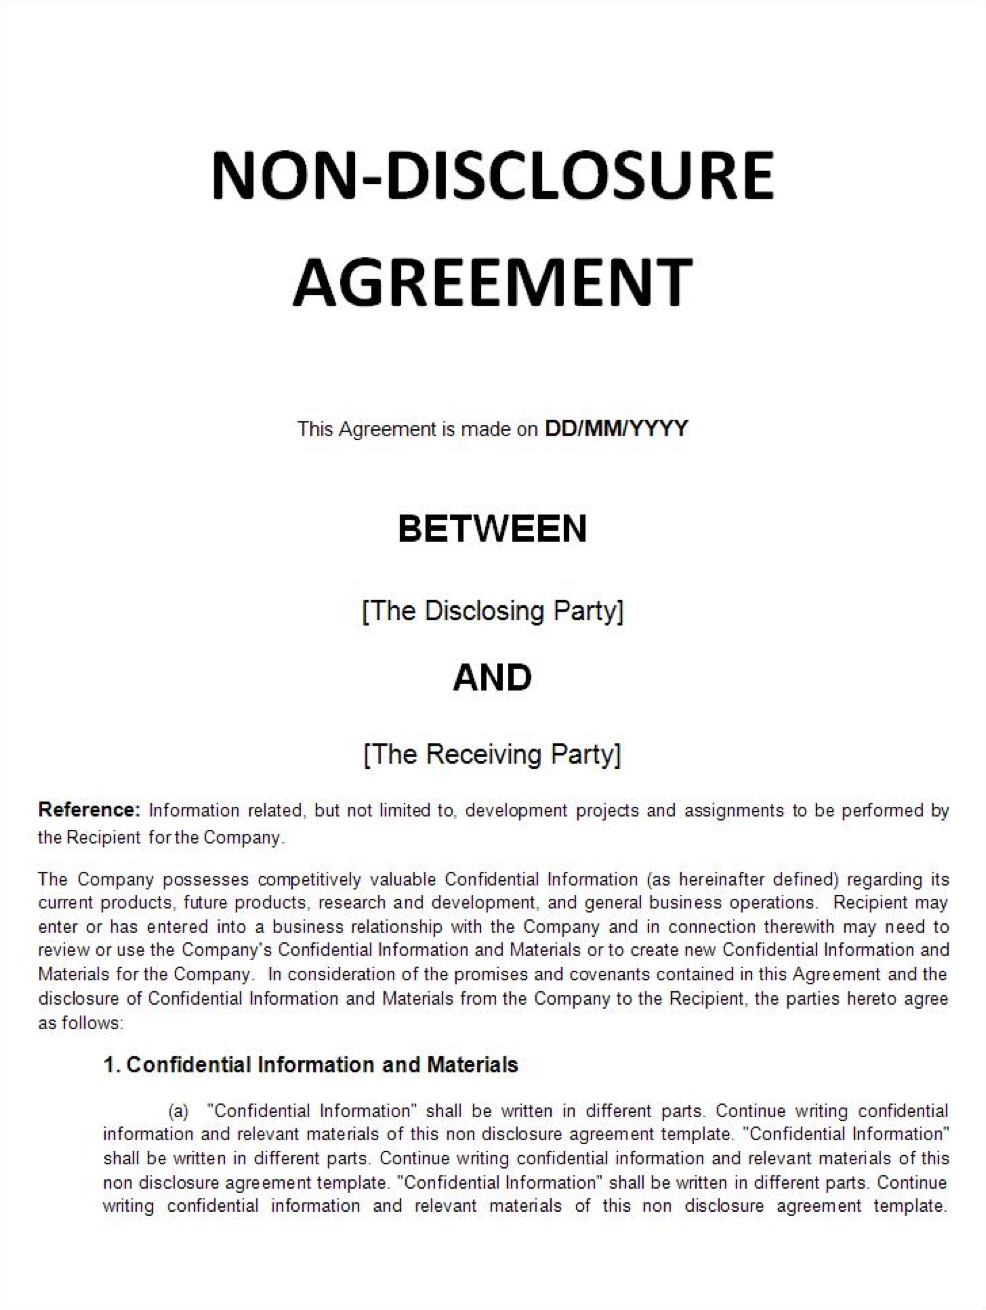 NON-DISCLOSURE
AGREEMENT
This Agreement is made on DD/MM/YYYY
BETWEEN
[The Disclosing Party]
AND
[The Receiving Party]
Reference: Information related, but not limited to, development projects and assignments to be performed by
the Recipient for the Company.
The Company possesses competitively valuable Confidential Information (as hereinafter defined) regarding its
current products, future products, research and development, and general business operations. Recipient may
enter or has entered into a business relationship with the Company and in connection therewith may need to
review or use the Company's Confidential Information and Materials or to create new Confidential Information and
Materials for the Company. In consideration of the promises and covenants contained in this Agreement and the
disclosure of Confidential Information and Materials from the Company to the Recipient, the parties hereto agree
as follows:
1. Confidential Information and Materials
(a) "Confidential Information" shall be written in different parts. Continue writing confidential
information and relevant materials of this non disclosure agreement template. "Confidential Information"
shall be written in different parts. Continue writing confidential information and relevant materials of this
non disclosure agreement template. "Confidential Information" shall be written in different parts. Continue
writing confidential information and relevant materials of this non disclosure agreement template.